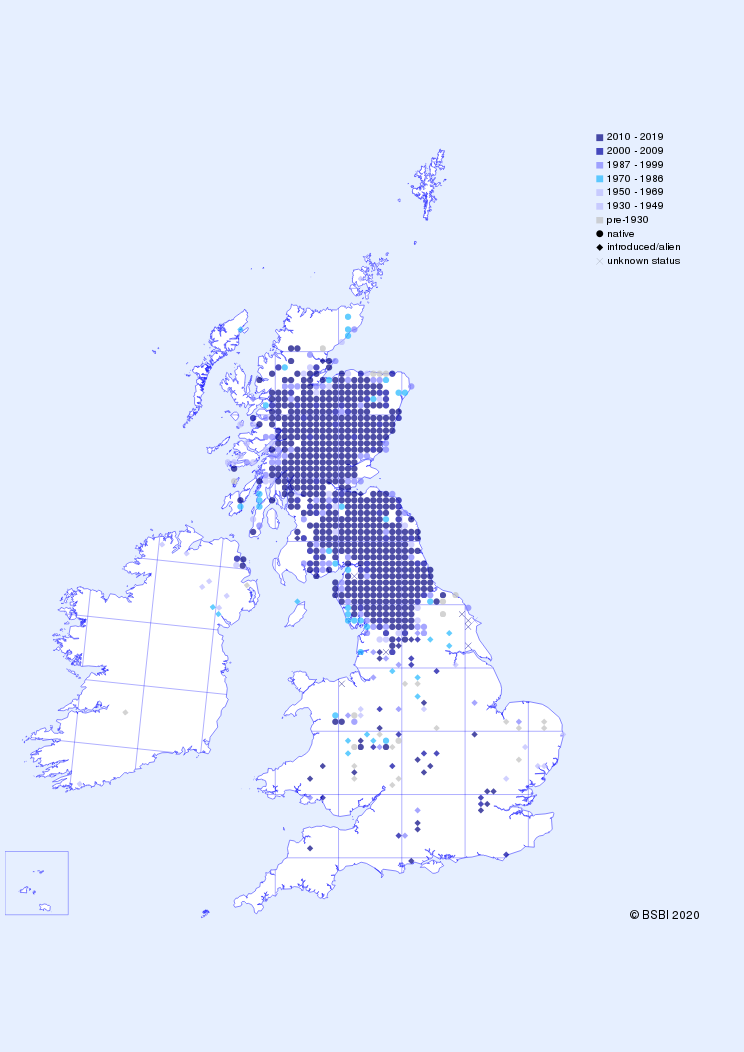 2010 - 2019
2000 - 2009
1987 - 1999
1970 - 1986
1950 - 1969
1930 - 1949
pre-1930
native
introduced/alien
unknown status
© BSBI 2020